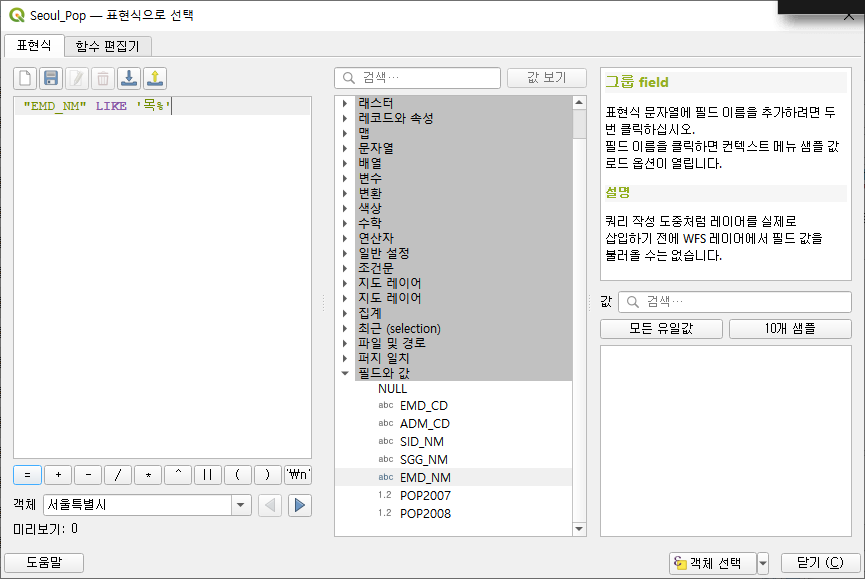 Seoul_Pop — 표현식으로 선택
표현식
함수 편집기
"EMD_NM" LIKE '목%'
검색…
값 보기
래스터
레코드와 속성
맵
문자열
배열
변수
변환
색상
수학
연산자
일반 설정
조건문
지도 레이어
지도 레이어
집계
최근 (selection)
파일 및 경로
퍼지 일치
필드와 값
NULL
abc EMD_CD
abc ADM_CD
abc SID_NM
abc SGG_NM
abc EMD_NM
1.2 POP2007
1.2 POP2008
그룹 field
표현식 문자열에 필드 이름을 추가하려면 두
번 클릭하십시오.
필드 이름을 클릭하면 컨텍스트 메뉴 샘플 값
로드 옵션이 열립니다.
설명
쿼리 작성 도중처럼 레이어를 실제로
삽입하기 전에 WFS 레이어에서 필드 값을
불러올 수는 없습니다.
값 검색…
모든 유일값
10개 샘플
= + - / * ^ || ( ) '₩n'
객체 서울특별시
미리보기: 0
도움말
객체 선택
닫기 (C)